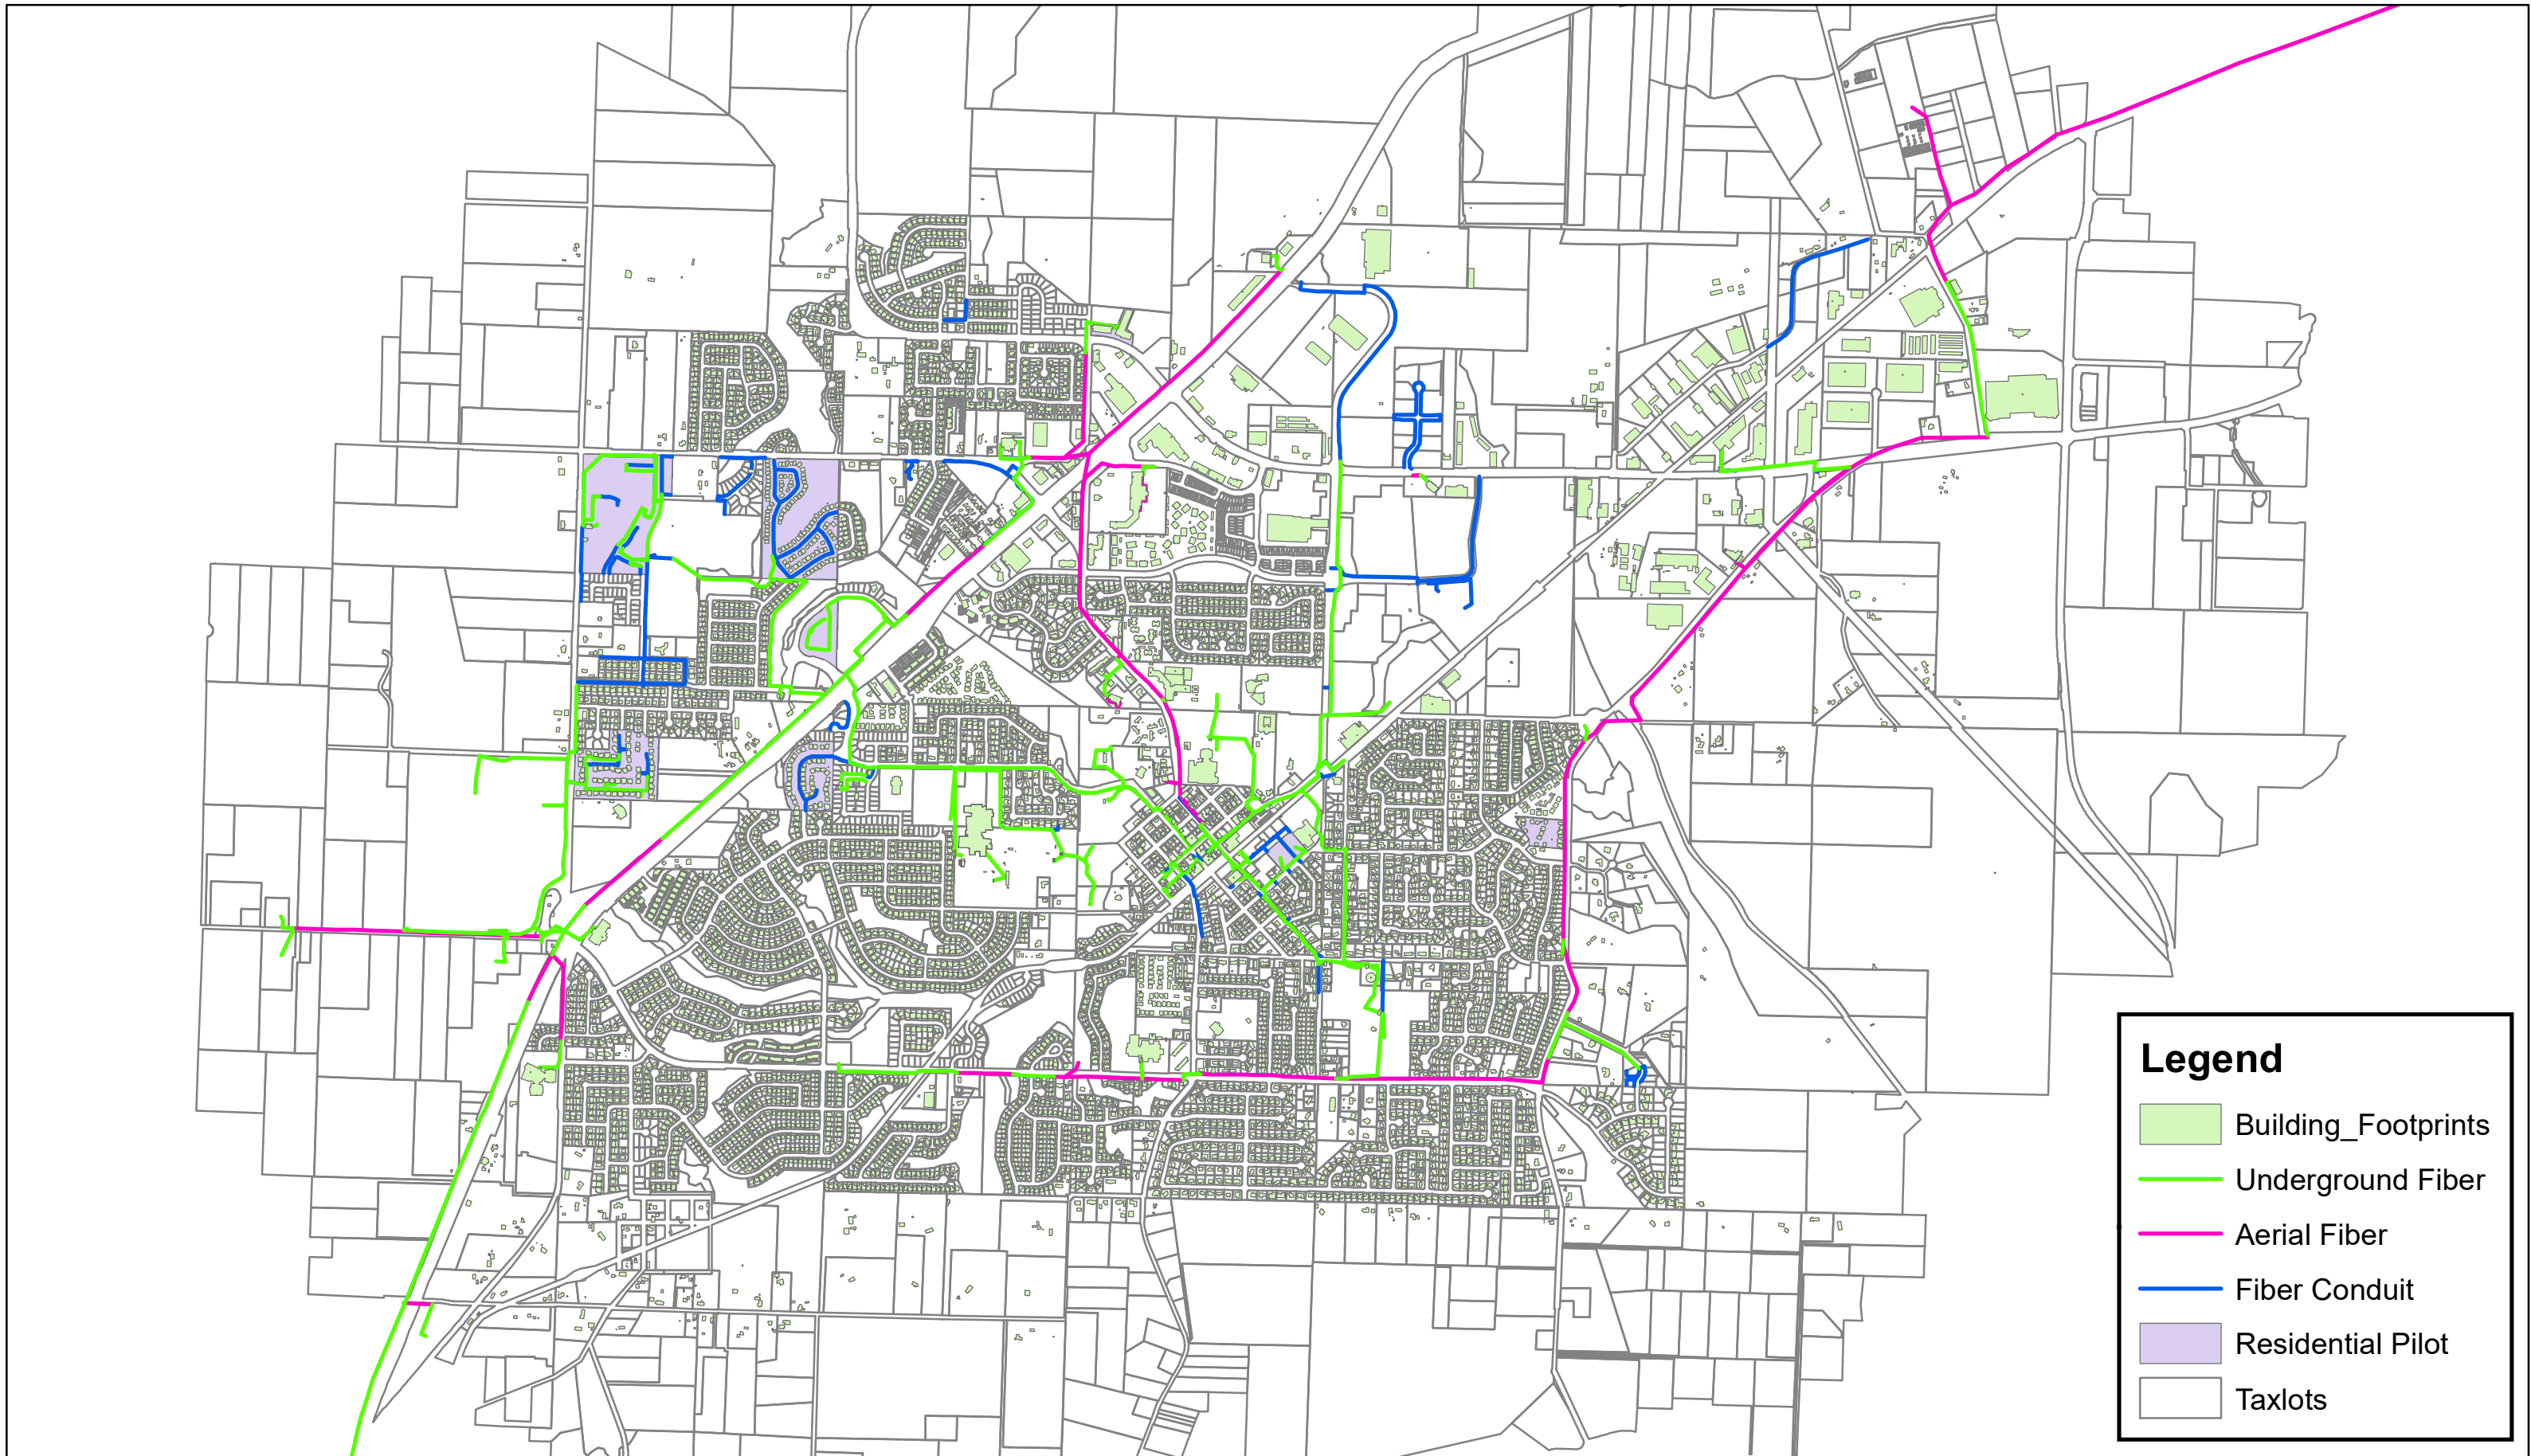 Legend
Building_Footprints
Underground Fiber
Aerial Fiber
Fiber Conduit
Residential Pilot
Taxlots